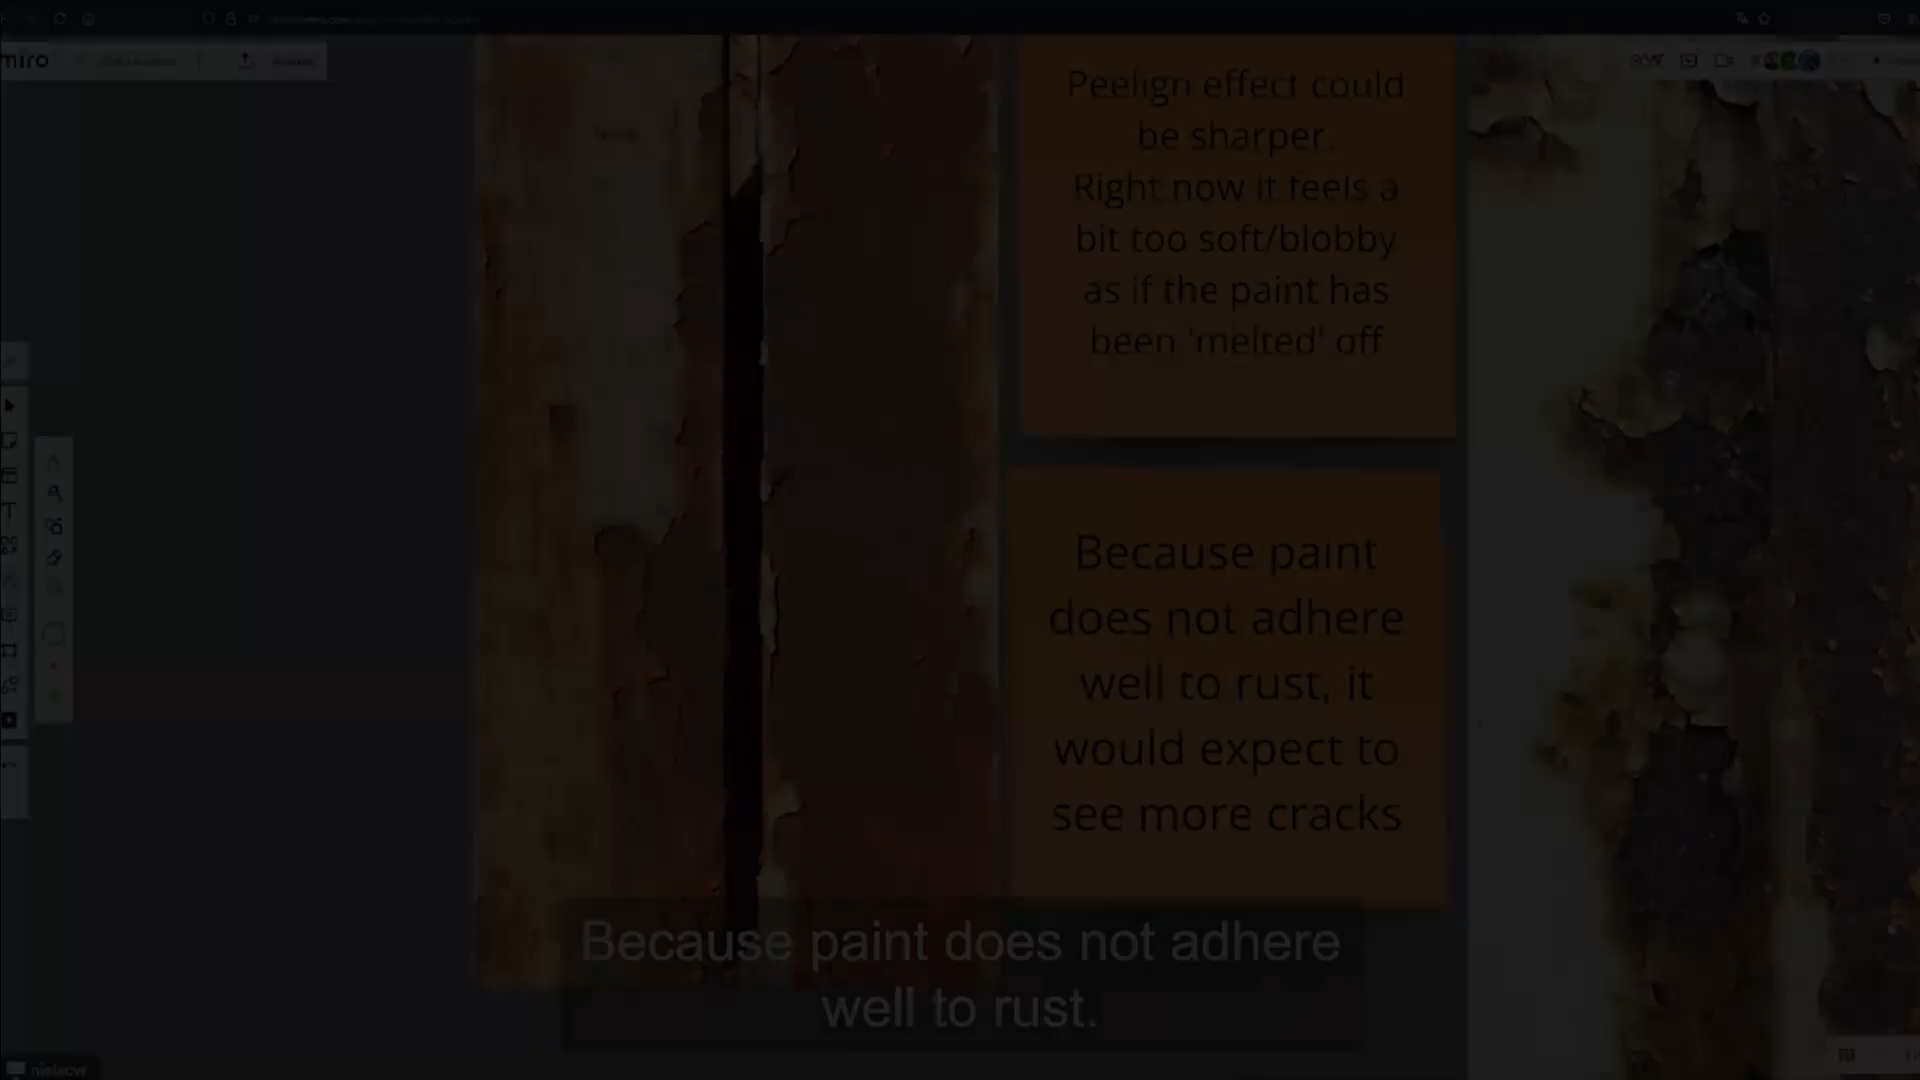 miro
Peelign effect could
be sharper.
Right now it feels a
bit too soft/blobby
as if the paint has
been 'melted' off
Because paint
does not adhere
well to rust, it
would expect to
see more cracks
Because paint does not adhere
well to rust.